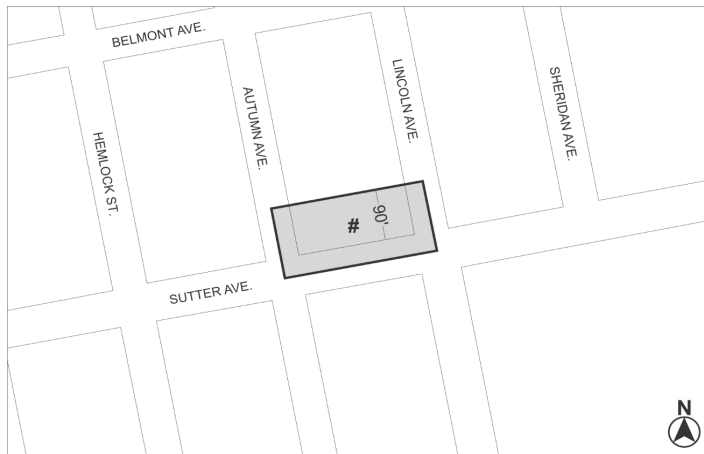 BELMONT AVE.
LINCOLN AVE.
SHERIDAN AVE.
AUTUMN AVE.
HEMLOCK ST.
90'
#
SUTTER AVE.
N